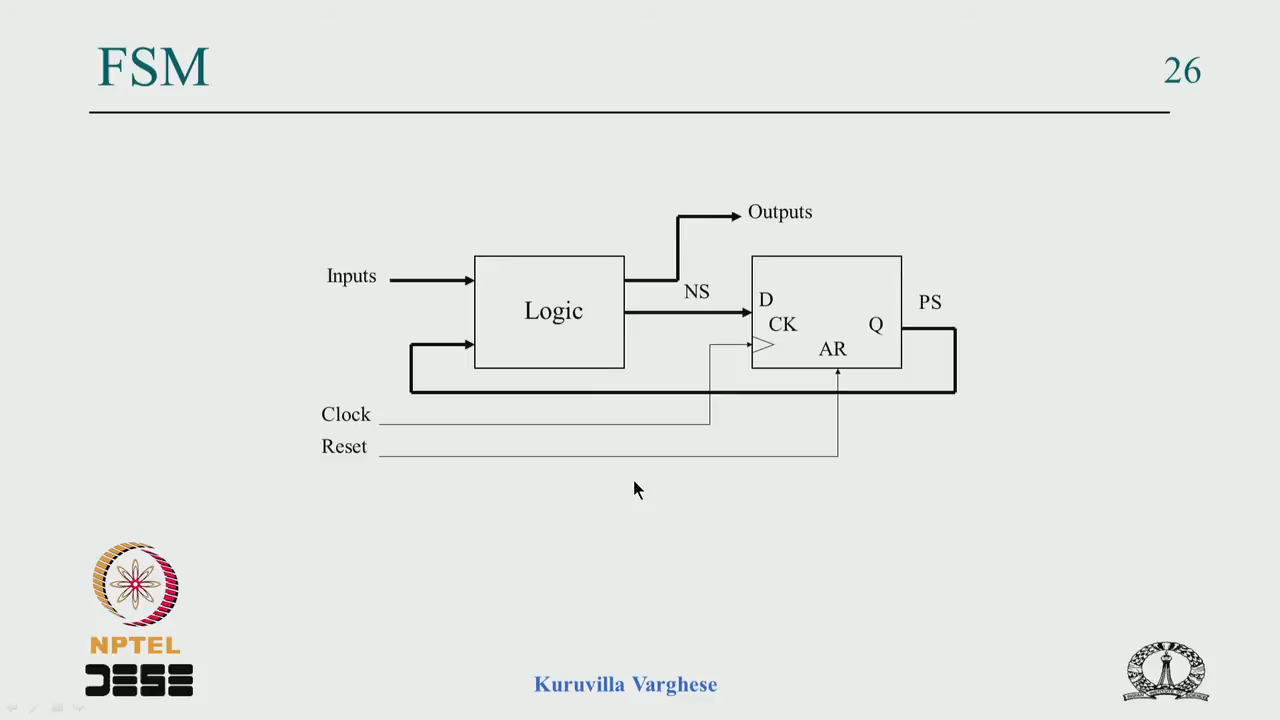 FSM
26
Outputs
Inputs
NS
D
PS
Logic
CK
Q
AR
Clock
Reset
NPTEL
DESE
Kuruvilla Varghese